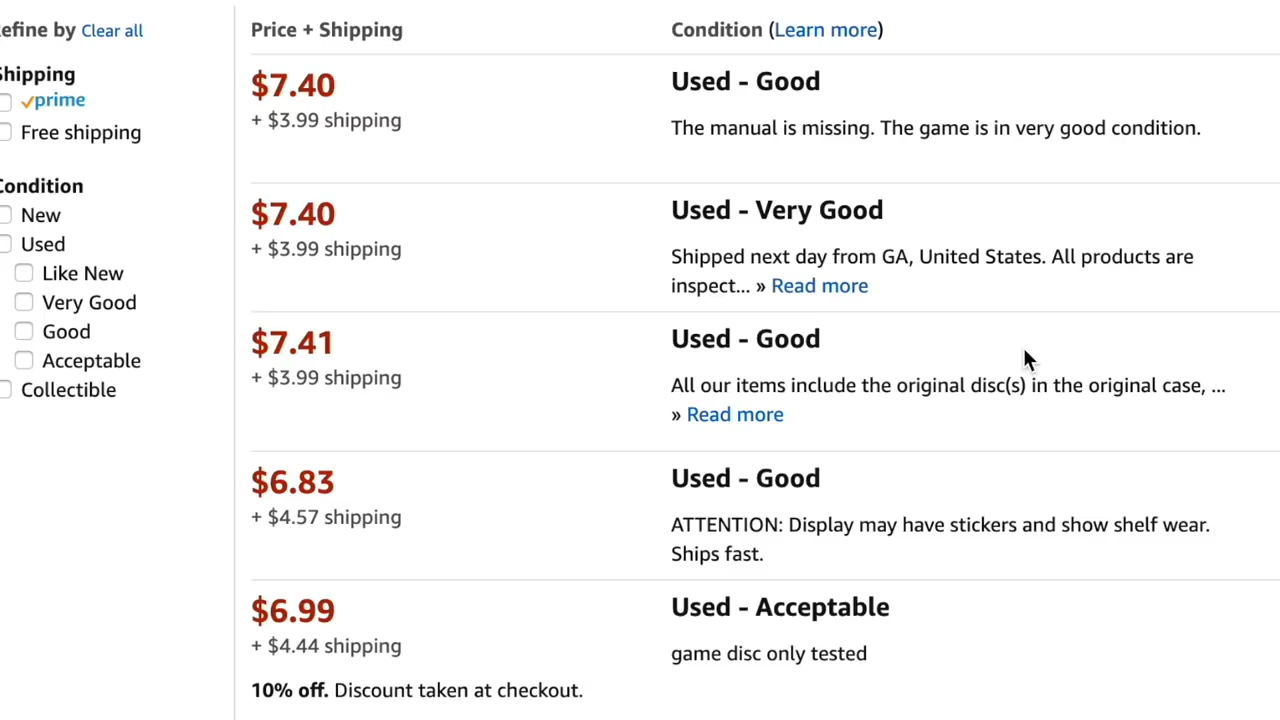 efine by Clear all
Shipping
prime
Free shipping
Condition
New
Used
Like New
Very Good
Good
Acceptable
Collectible
Price + Shipping
Condition (Learn more)
$7.40
+ $3.99 shipping
Used - Good
The manual is missing. The game is in very good condition.
$7.40
+ $3.99 shipping
Used - Very Good
Shipped next day from GA, United States. All products are
inspect... » Read more
$7.41
+ $3.99 shipping
Used - Good
All our items include the original disc(s) in the original case, ...
» Read more
$6.83
+ $4.57 shipping
Used - Good
ATTENTION: Display may have stickers and show shelf wear.
Ships fast.
$6.99
+ $4.44 shipping
10% off. Discount taken at checkout.
Used - Acceptable
game disc only tested